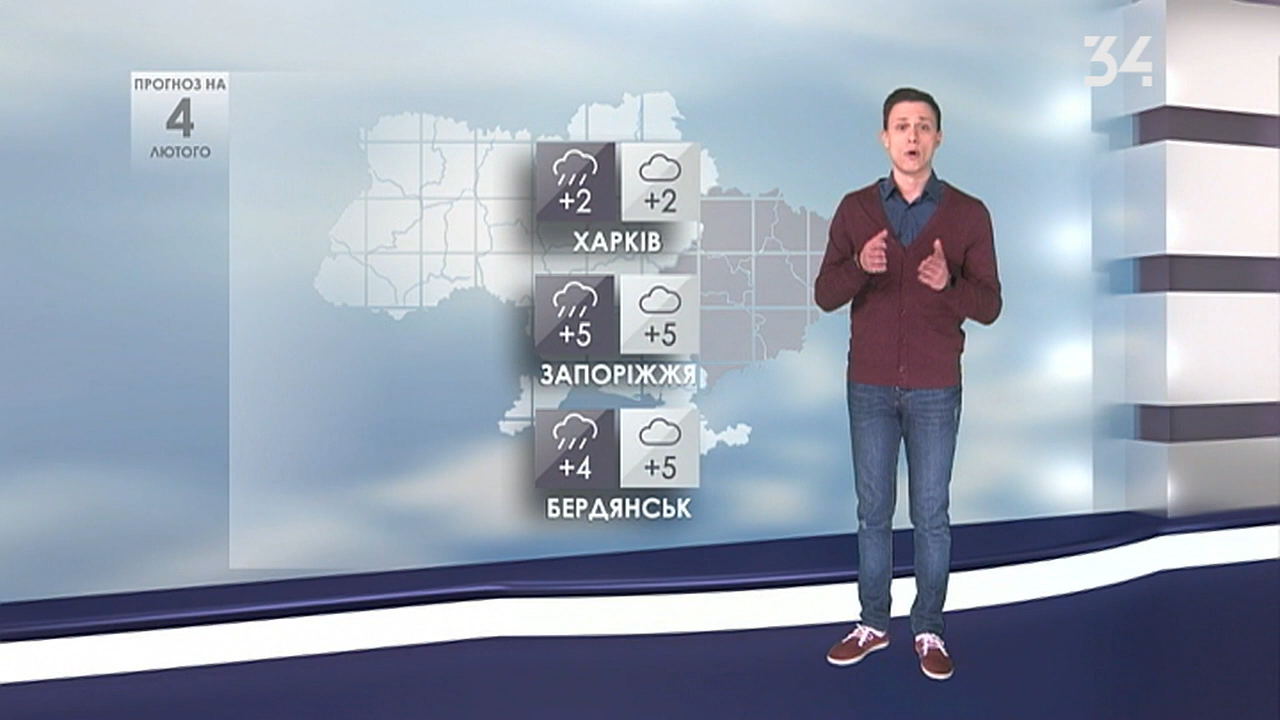 34
ПРОГНОЗ НА
4
ЛЮТОГО
+2 +2
ХАРКІВ
+5 +5
ЗАПОРІЖЖЯ
+4 +5
БЕРДЯНСЬК